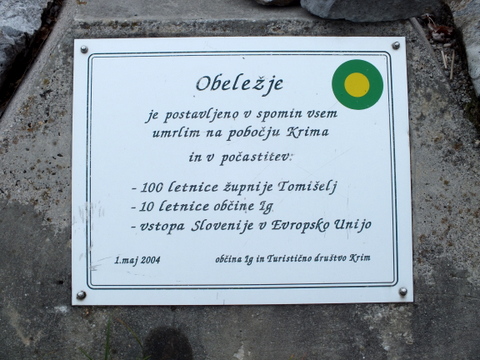 Obeležje
je postavljeno v spomin vsem
umrlim na pobočju Krima
in v počastitev:
- 100 letnice župnije Tomišelj
- 10 letnice občine Ig
- vstopa Slovenije v Evropsko Unijo
1.maj 2004 občina Ig in Turistično društvo Krim